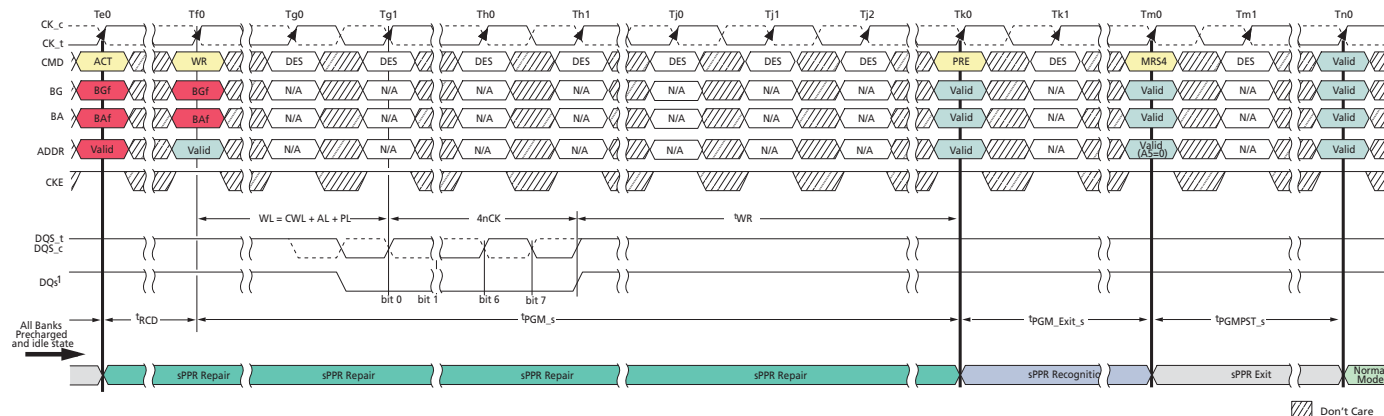 Te0 Tf0 Tg0 Tg1 Th0 Th1 Tj0 Tj1 Tj2 Tk0 Tk1 Tm0 Tm1 Tn0
CK_c
CK_t
CMD ACT WR DES DES DES DES DES DES DES PRE DES MRS4 DES Valid
BG BGf BGf N/A N/A N/A N/A N/A N/A N/A Valid N/A Valid N/A Valid
BA BAf BAf N/A N/A N/A N/A N/A N/A N/A Valid N/A Valid N/A Valid
ADDR Valid Valid N/A N/A N/A N/A N/A N/A N/A Valid N/A Valid (A5=0) N/A Valid
CKE
WL = CWL + AL + PL 4nCK tWR
DQS_t
DQS_c
DQs1
bit 0 bit 1 bit 6 bit 7
tRCD tPGM_s tPGM_Exit_s tPGMPST_s
All Banks
Precharged
and idle state
sPPR Repair sPPR Repair sPPR Repair sPPR Repair sPPR Recognitio sPPR Exit Norma
Mode
Don't Care